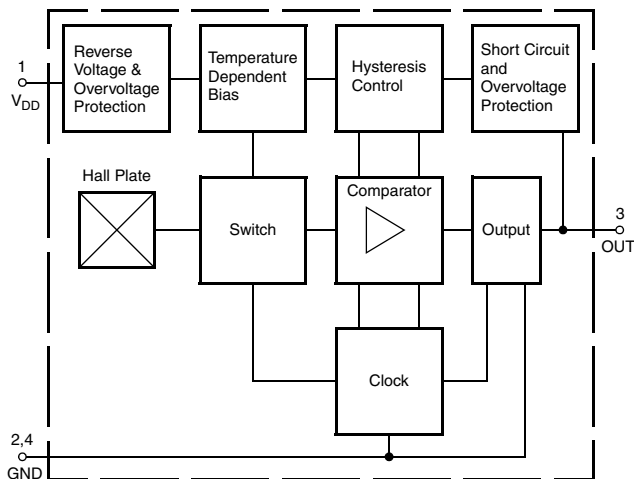 Reverse
Voltage &
Overvoltage
Protection
Temperature
Dependent
Bias
Hysteresis
Control
Short Circuit
and
Overvoltage
Protection
1
VDD
Hall Plate
Switch
Comparator
Output
3
OUT
Clock
2,4
GND